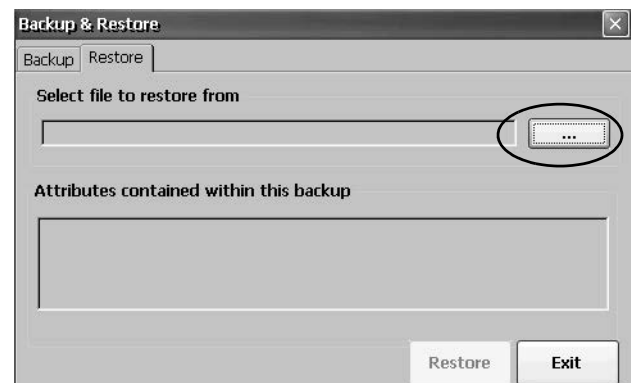 Backup & Restore
Backup Restore
Select file to restore from
...
Attributes contained within this backup
Restore Exit